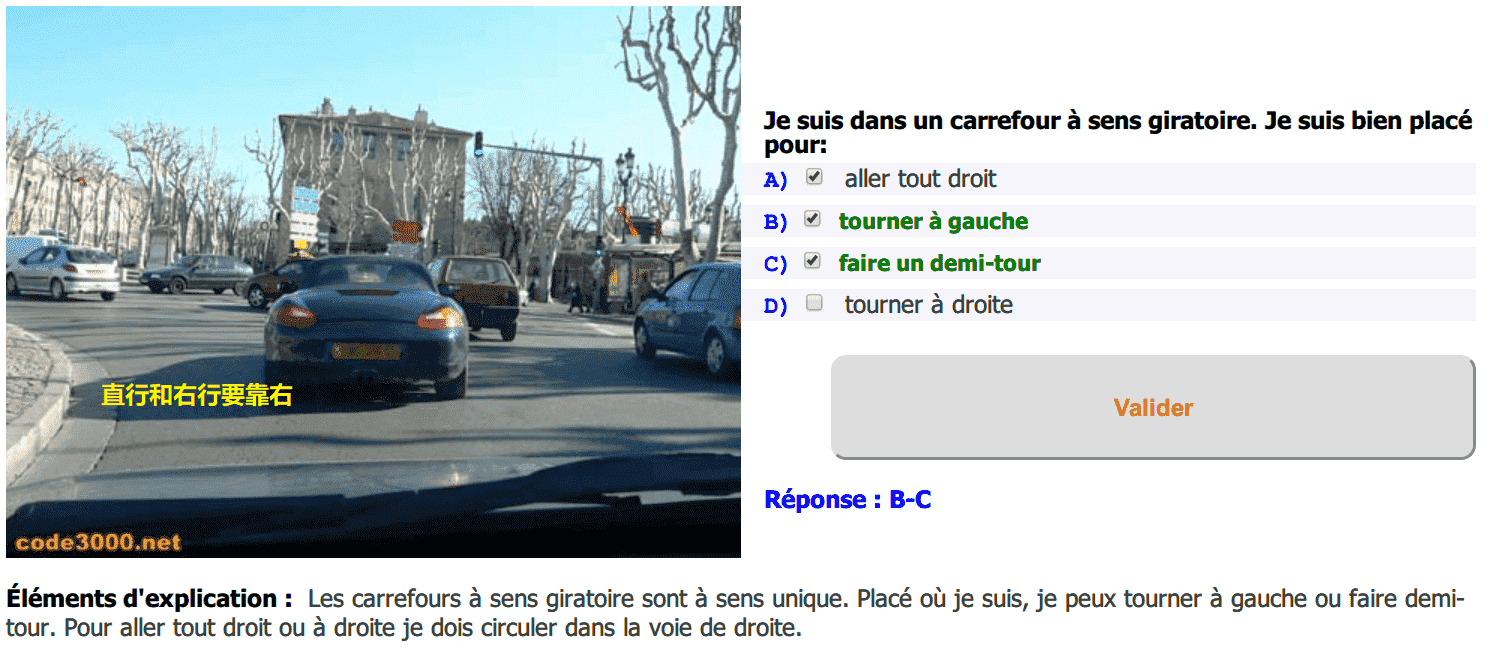 Je suis dans un carrefour à sens giratoire. Je suis bien placé
pour:
A) aller tout droit
B) tourner à gauche
C) faire un demi-tour
D) tourner à droite
直行和右行要靠右
Valider
Réponse : B-C
code3000.net
Éléments d'explication : Les carrefours à sens giratoire sont à sens unique. Placé où je suis, je peux tourner à gauche ou faire demi-
tour. Pour aller tout droit ou à droite je dois circuler dans la voie de droite.